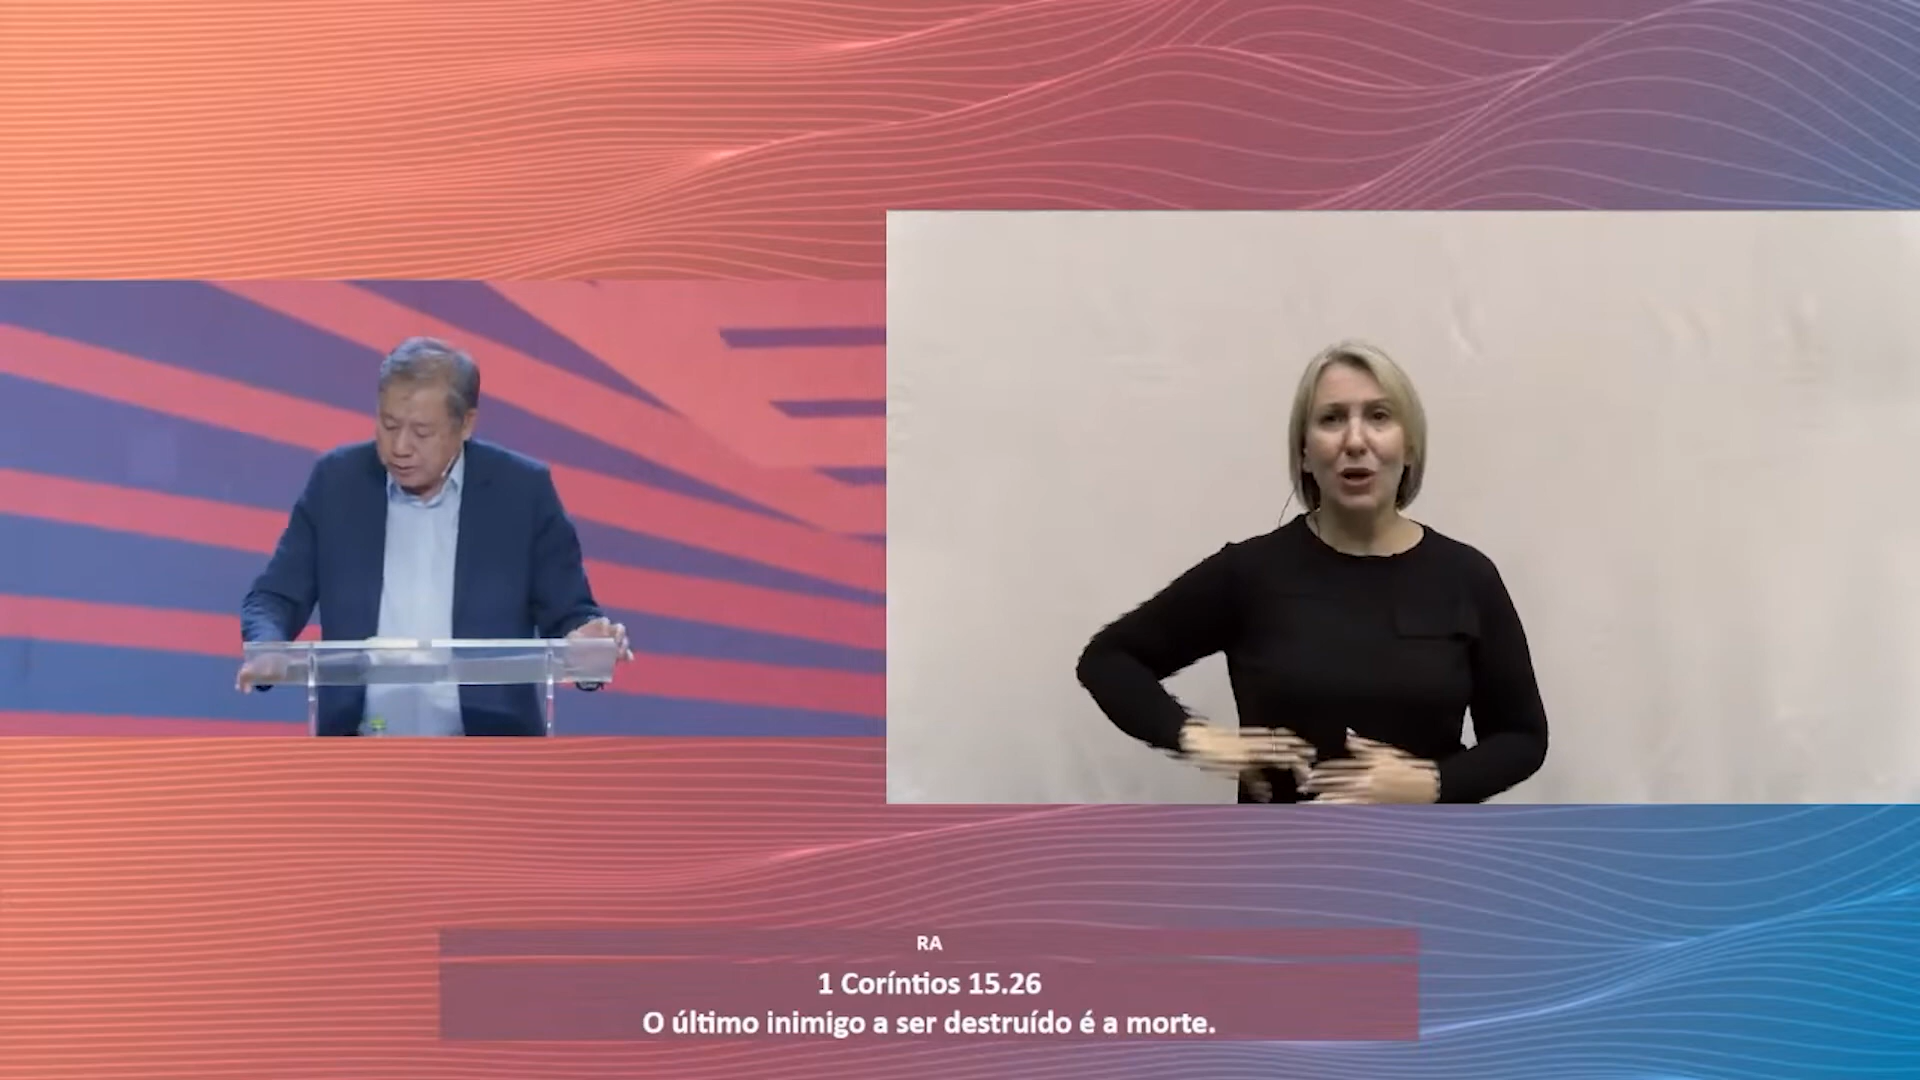 RA
1 Coríntios 15.26
O último inimigo a ser destruído é a morte.